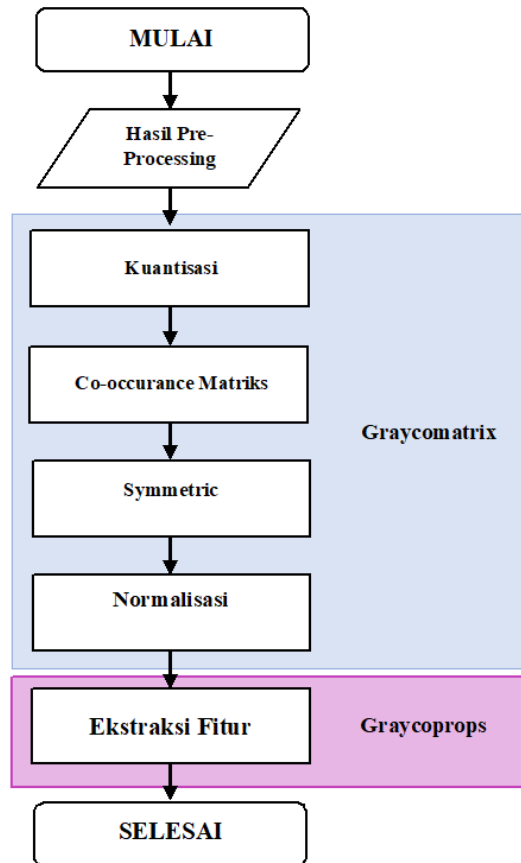 MULAI
Hasil Pre-
Processing
Kuantisasi
Co-occurance Matriks
Graycomatrix
Symmetric
Normalisasi
Ekstraksi Fitur
Graycoprops
SELESAI